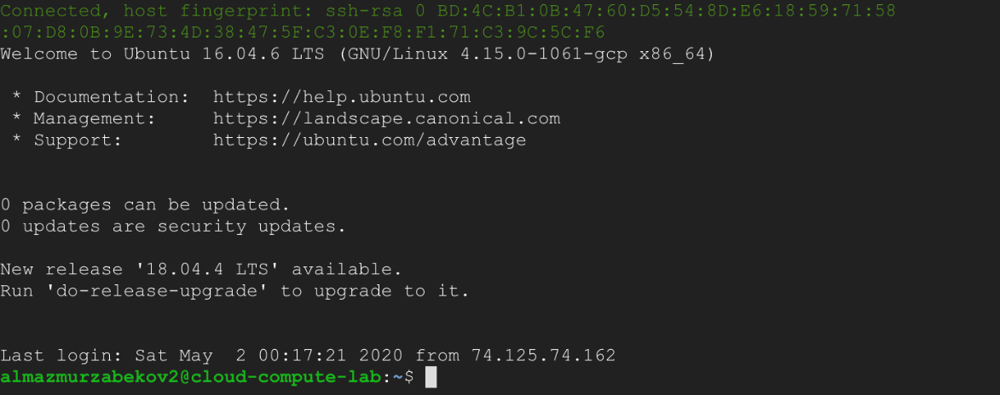 Connected, host fingerprint: ssh-rsa 0 BD:4C:B1:0B:47:60:D5:54:8D:E6:18:59:71:58
:07:D8:0B:9E:73:4D:38:47:5F:C3:0E:F8:F1:71:C3:9C:5C:F6
Welcome to Ubuntu 16.04.6 LTS (GNU/Linux 4.15.0-1061-gcp x86_64)
* Documentation: https://help.ubuntu.com
* Management: https://landscape.canonical.com
* Support: https://ubuntu.com/advantage
0 packages can be updated.
0 updates are security updates.
New release '18.04.4 LTS' available.
Run 'do-release-upgrade' to upgrade to it.
Last login: Sat May 2 00:17:21 2020 from 74.125.74.162
almazmurzabekov2@cloud-compute-lab:~$